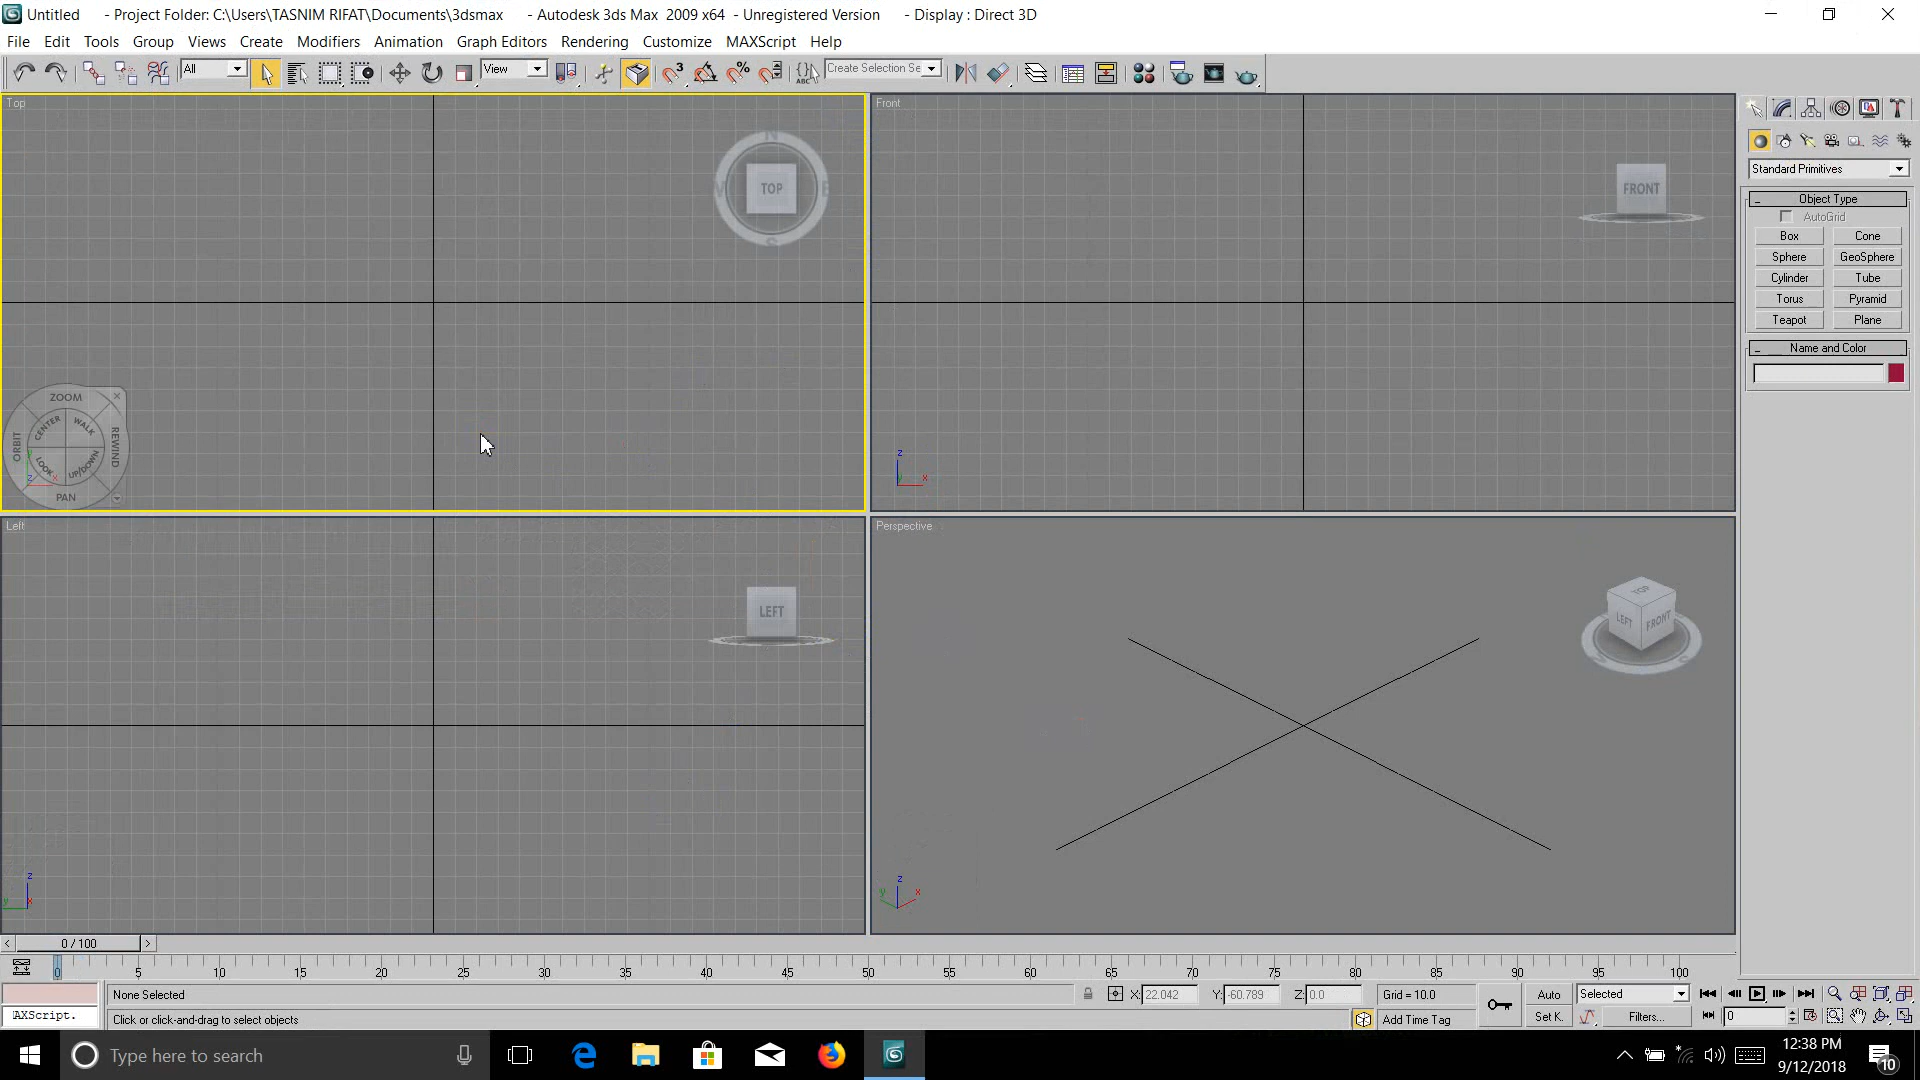 Untitled - Project Folder: C:\Users\TASNIM RIFAT\Documents\3dsmax - Autodesk 3ds Max 2009 x64 - Unregistered Version - Display : Direct 3D
File Edit Tools Group Views Create Modifiers Animation Graph Editors Rendering Customize MAXScript Help
All View Create Selection Se
Top
N
TOP
E
S
ZOOM
CENTER WALK
ORBIT REWIND
LOOK UP/DOWN
PAN
y
z x
Front
FRONT
z
y x
Left
LEFT
z
y x
Perspective
TOP
LEFT FRONT
S
z
y x
Standard Primitives
Object Type
AutoGrid
Box Cone
Sphere GeoSphere
Cylinder Tube
Torus Pyramid
Teapot Plane
Name and Color
< 0 / 100 >
0 5 10 15 20 25 30 35 40 45 50 55 60 65 70 75 80 85 90 95 100
None Selected X: 22.042 Y: -60.789 Z: 0.0 Grid = 10.0 Auto Selected
AXScript. Click or click-and-drag to select objects Add Time Tag Set K. Filters... 0
Type here to search
12:38 PM
9/12/2018
10